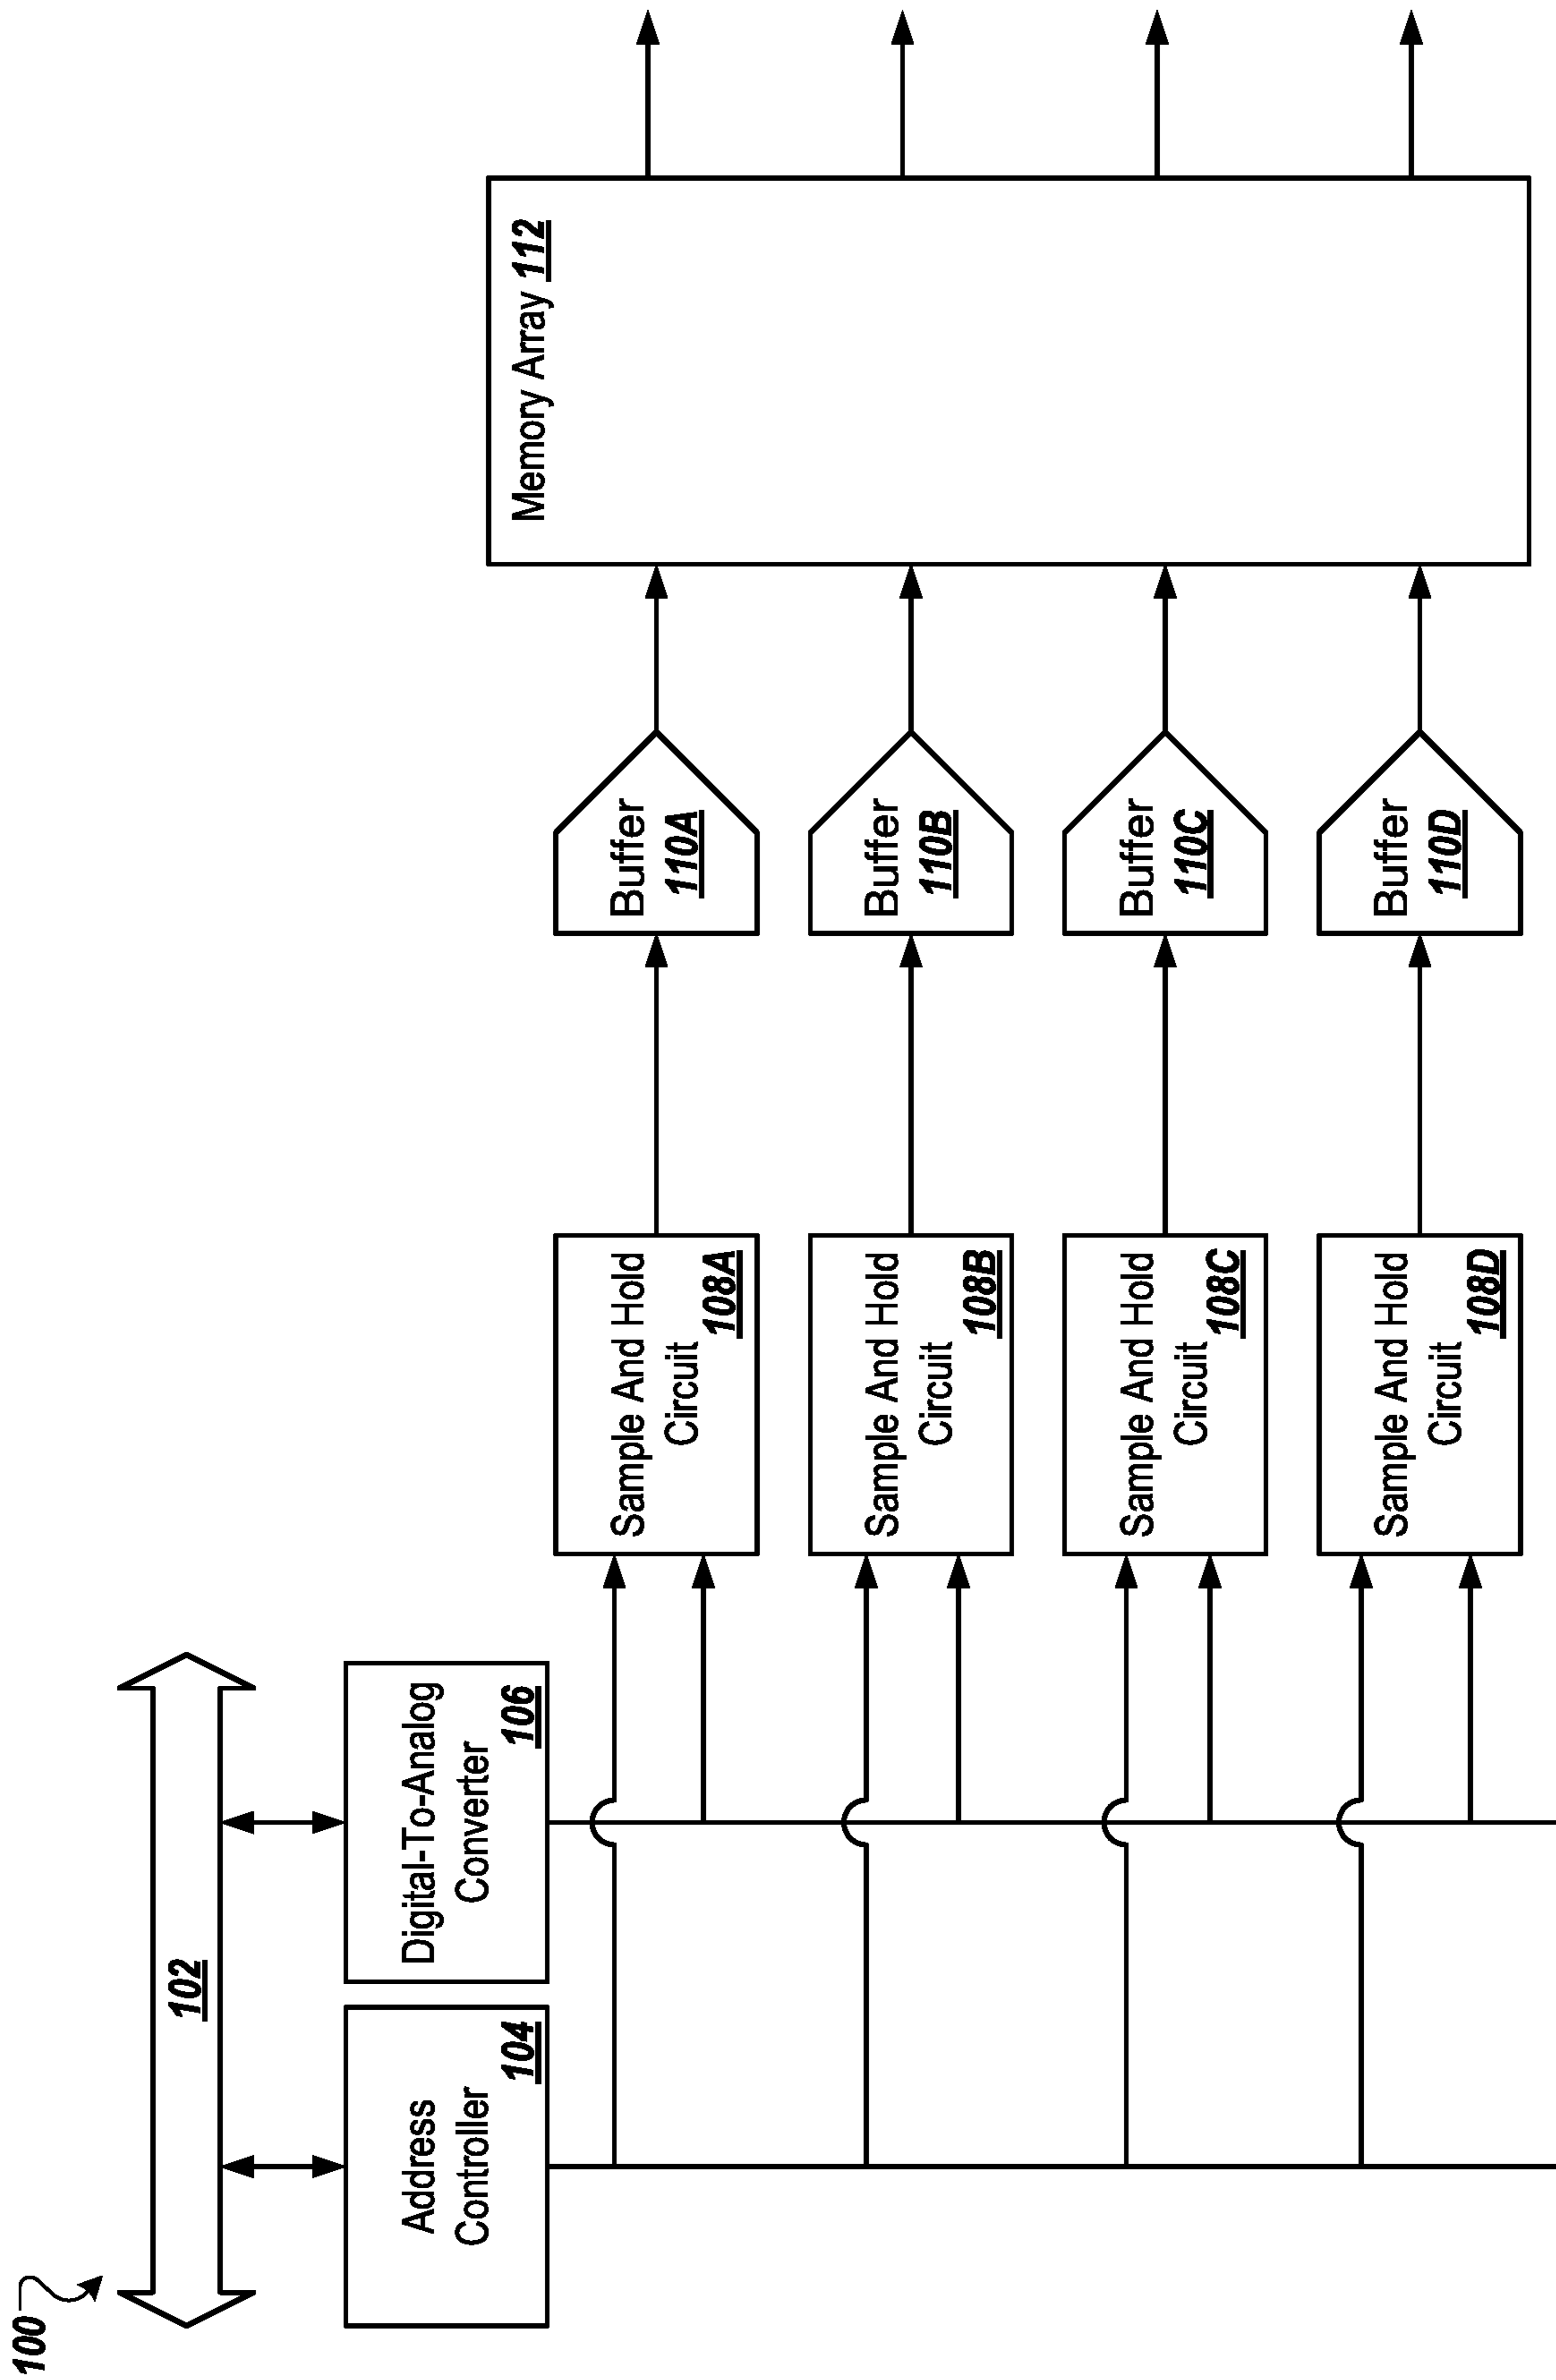 100
102
Address
Controller
104
Digital-To-Analog
Converter
106
Sample And Hold
Circuit
108A
Buffer
110A
Sample And Hold
Circuit
108B
Buffer
110B
Sample And Hold
Circuit
108C
Buffer
110C
Sample And Hold
Circuit
108D
Buffer
110D
Memory Array 112